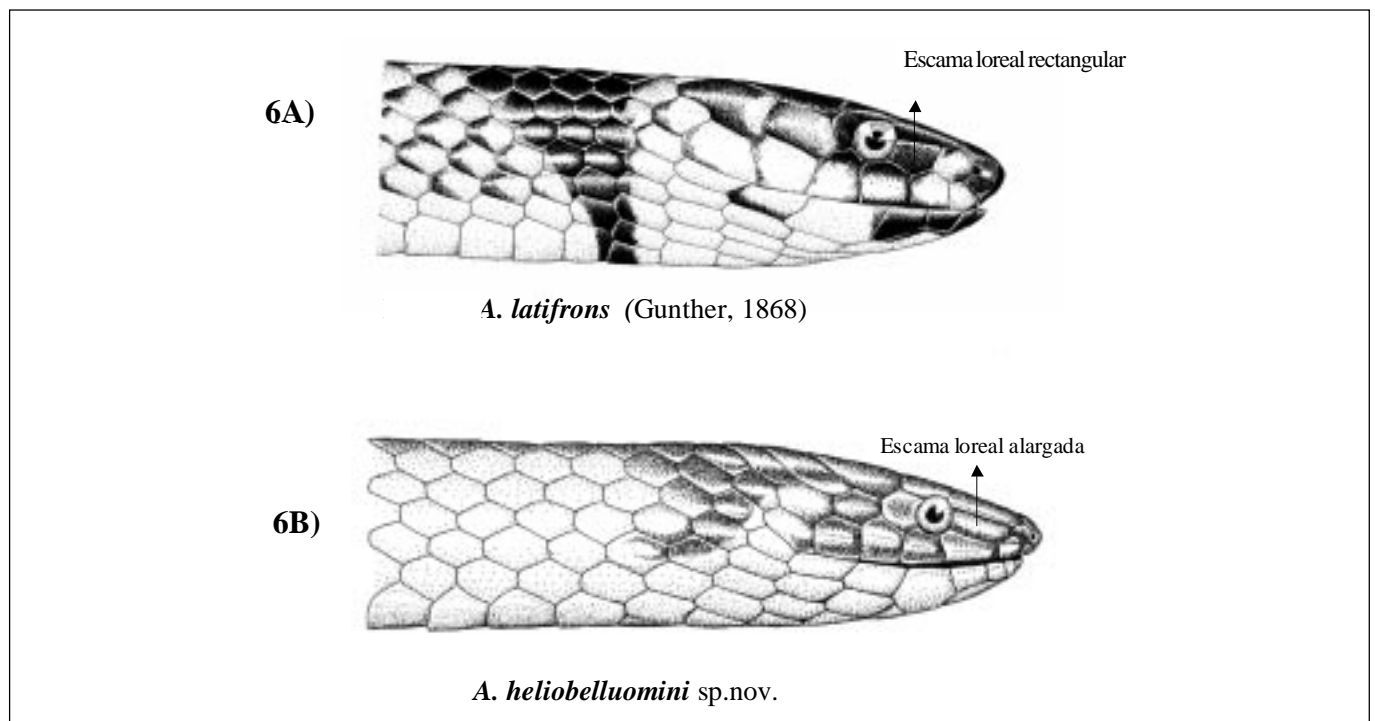 Escama loreal rectangular
6A)
A. latifrons (Gunther, 1868)
Escama loreal alargada
6B)
A. heliobelluomini sp.nov.